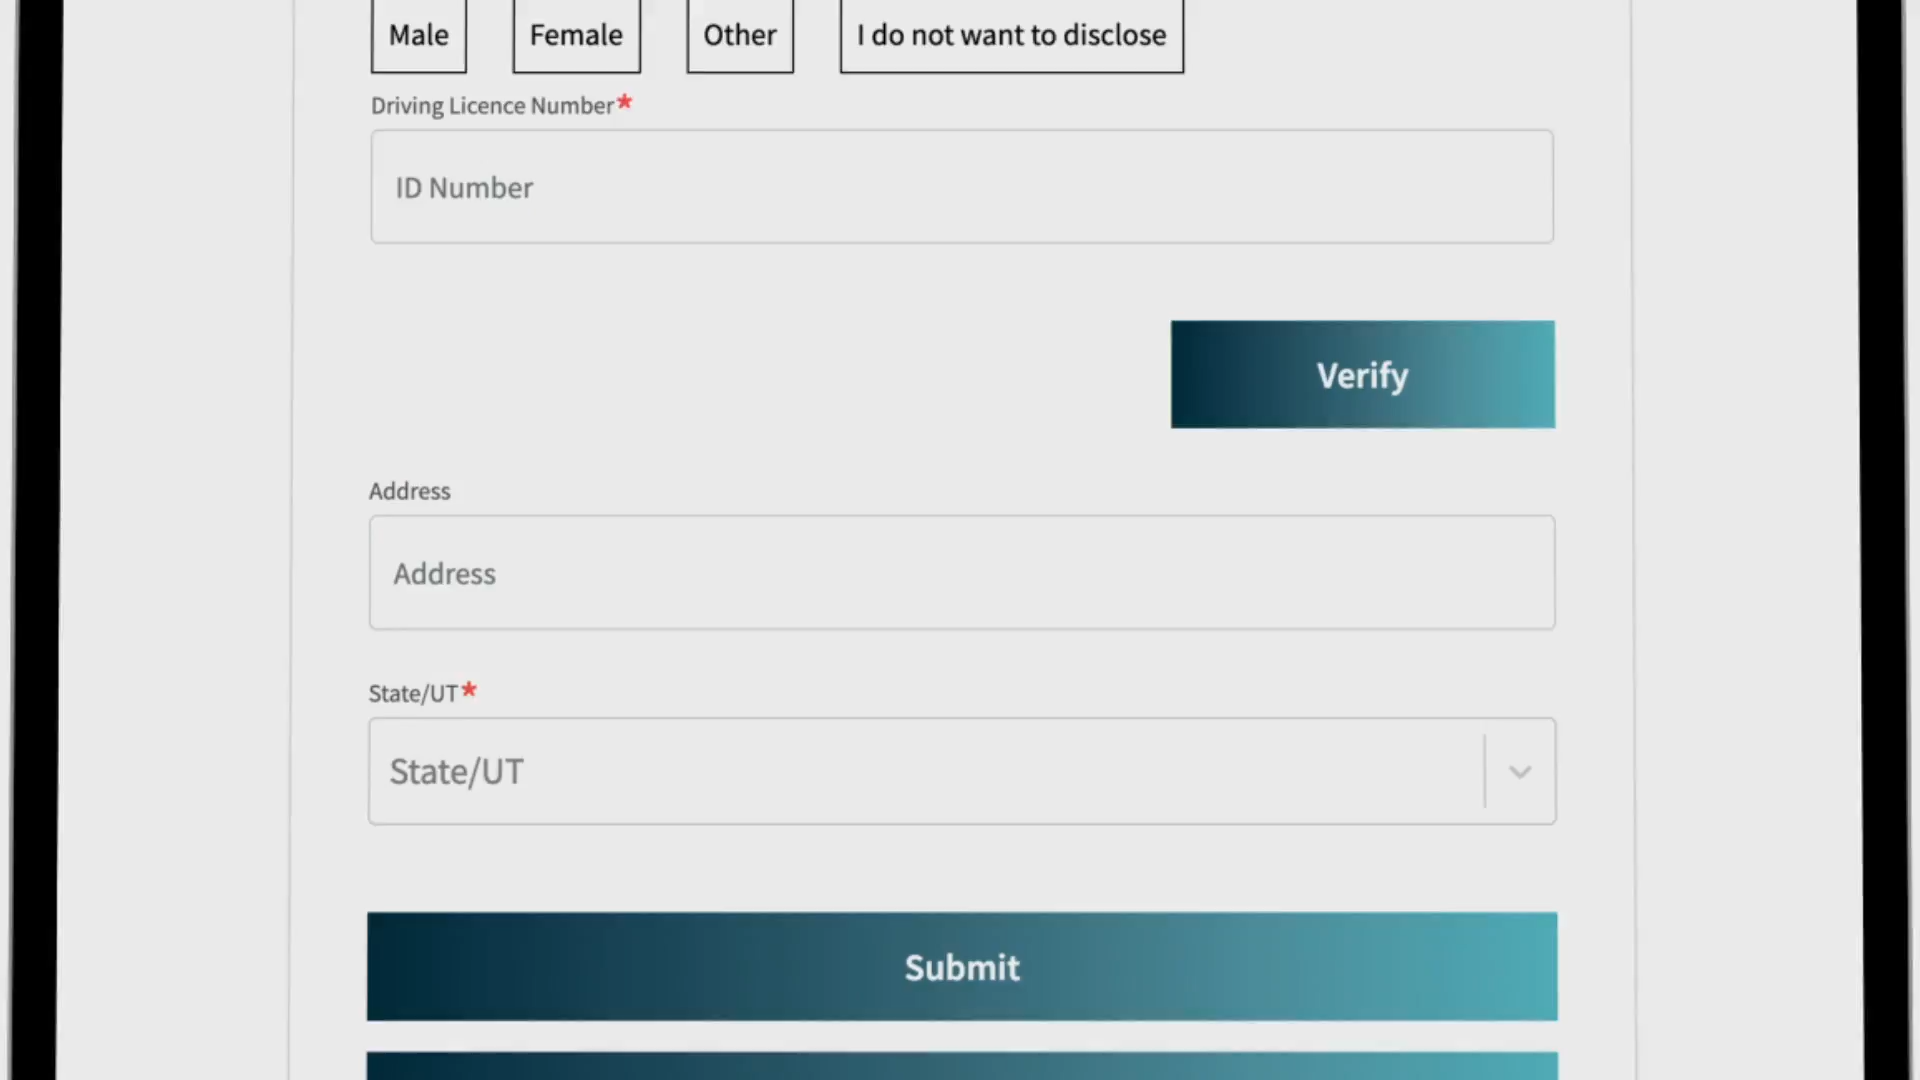 Male Female Other I do not want to disclose
Driving Licence Number*
ID Number
Verify
Address
Address
State/UT*
State/UT
Submit